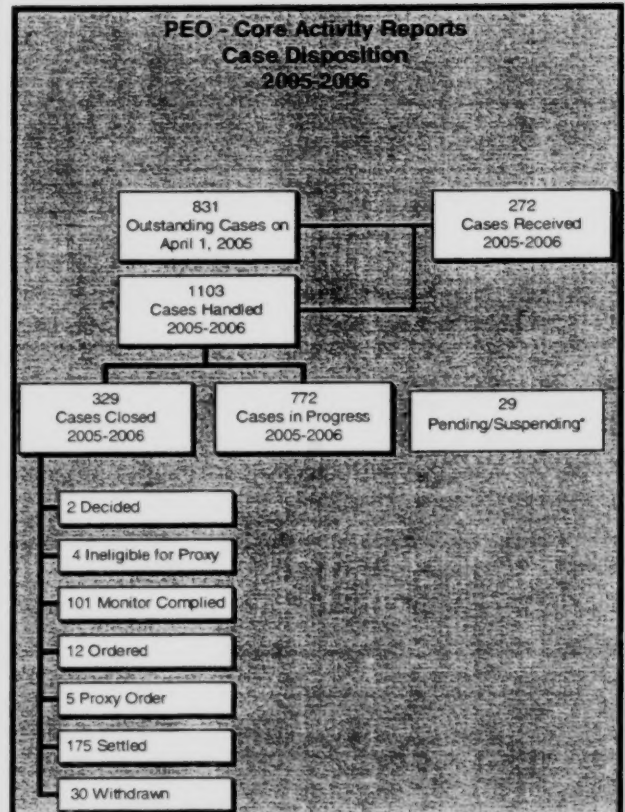 PEO - Core Activity Reports
Case Disposition
2005-2006
831
Outstanding Cases on
April 1, 2005
272
Cases Received
2005-2006
1103
Cases Handled
2005-2006
329
Cases Closed
2005-2006
772
Cases in Progress
2005-2006
29
Pending/Suspending*
2 Decided
4 Ineligible for Proxy
101 Monitor Complied
12 Ordered
5 Proxy Order
175 Settled
30 Withdrawn